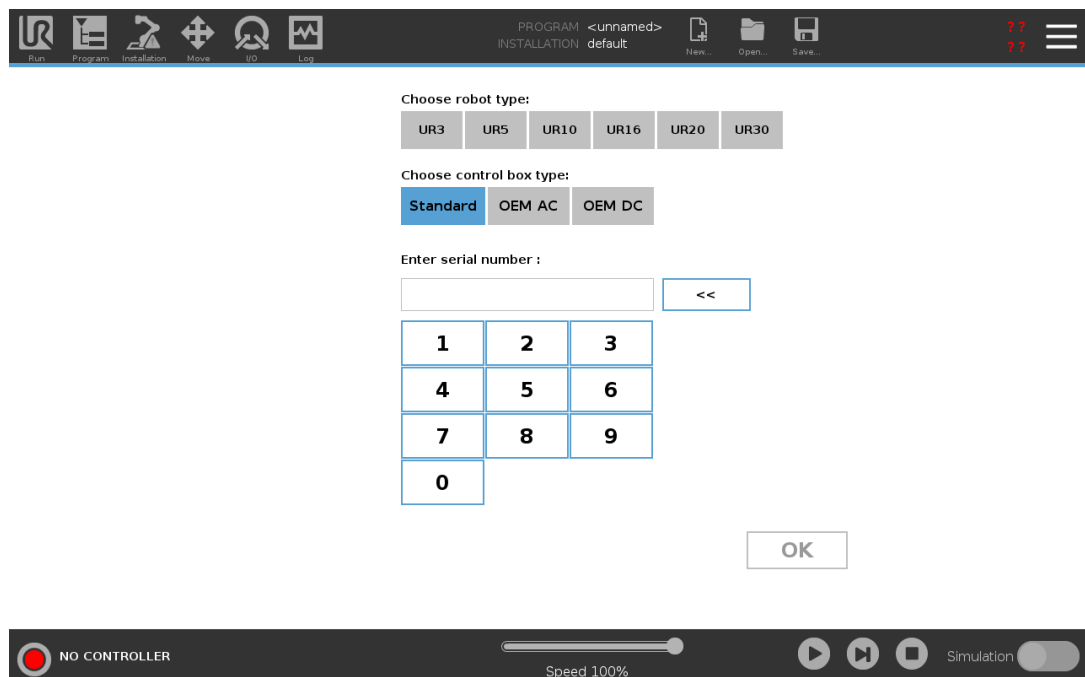 UR
PROGRAM <unnamed>
INSTALLATION default
? ?
? ?
Run Program Installation Move I/O Log New... Open... Save...
Choose robot type:
UR3 UR5 UR10 UR16 UR20 UR30
Choose control box type:
Standard OEM AC OEM DC
Enter serial number :
<<
1 2 3
4 5 6
7 8 9
0
OK
NO CONTROLLER
Speed 100%
Simulation